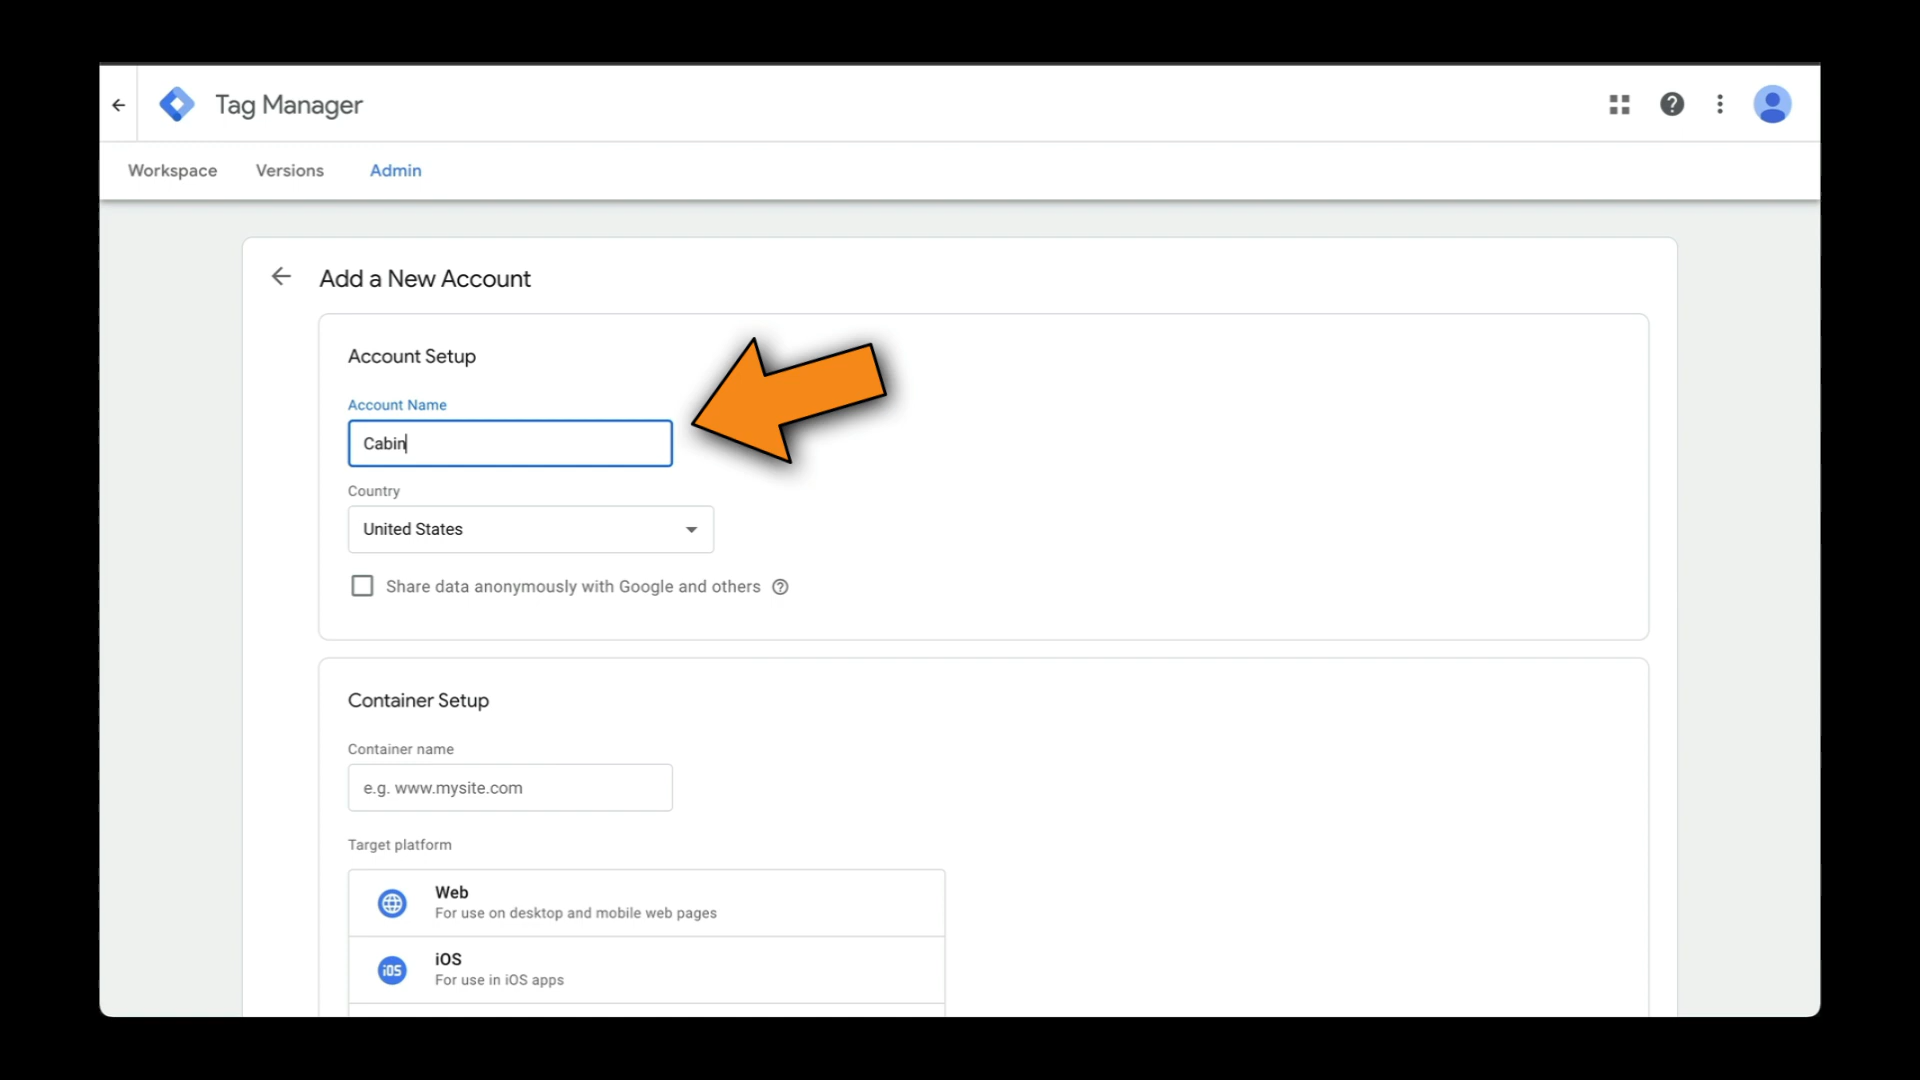 Tag Manager
Workspace Versions Admin
Add a New Account
Account Setup
Account Name
Cabin
Country
United States
Share data anonymously with Google and others
Container Setup
Container name
e.g. www.mysite.com
Target platform
Web
For use on desktop and mobile web pages
iOS
iOS
For use in iOS apps